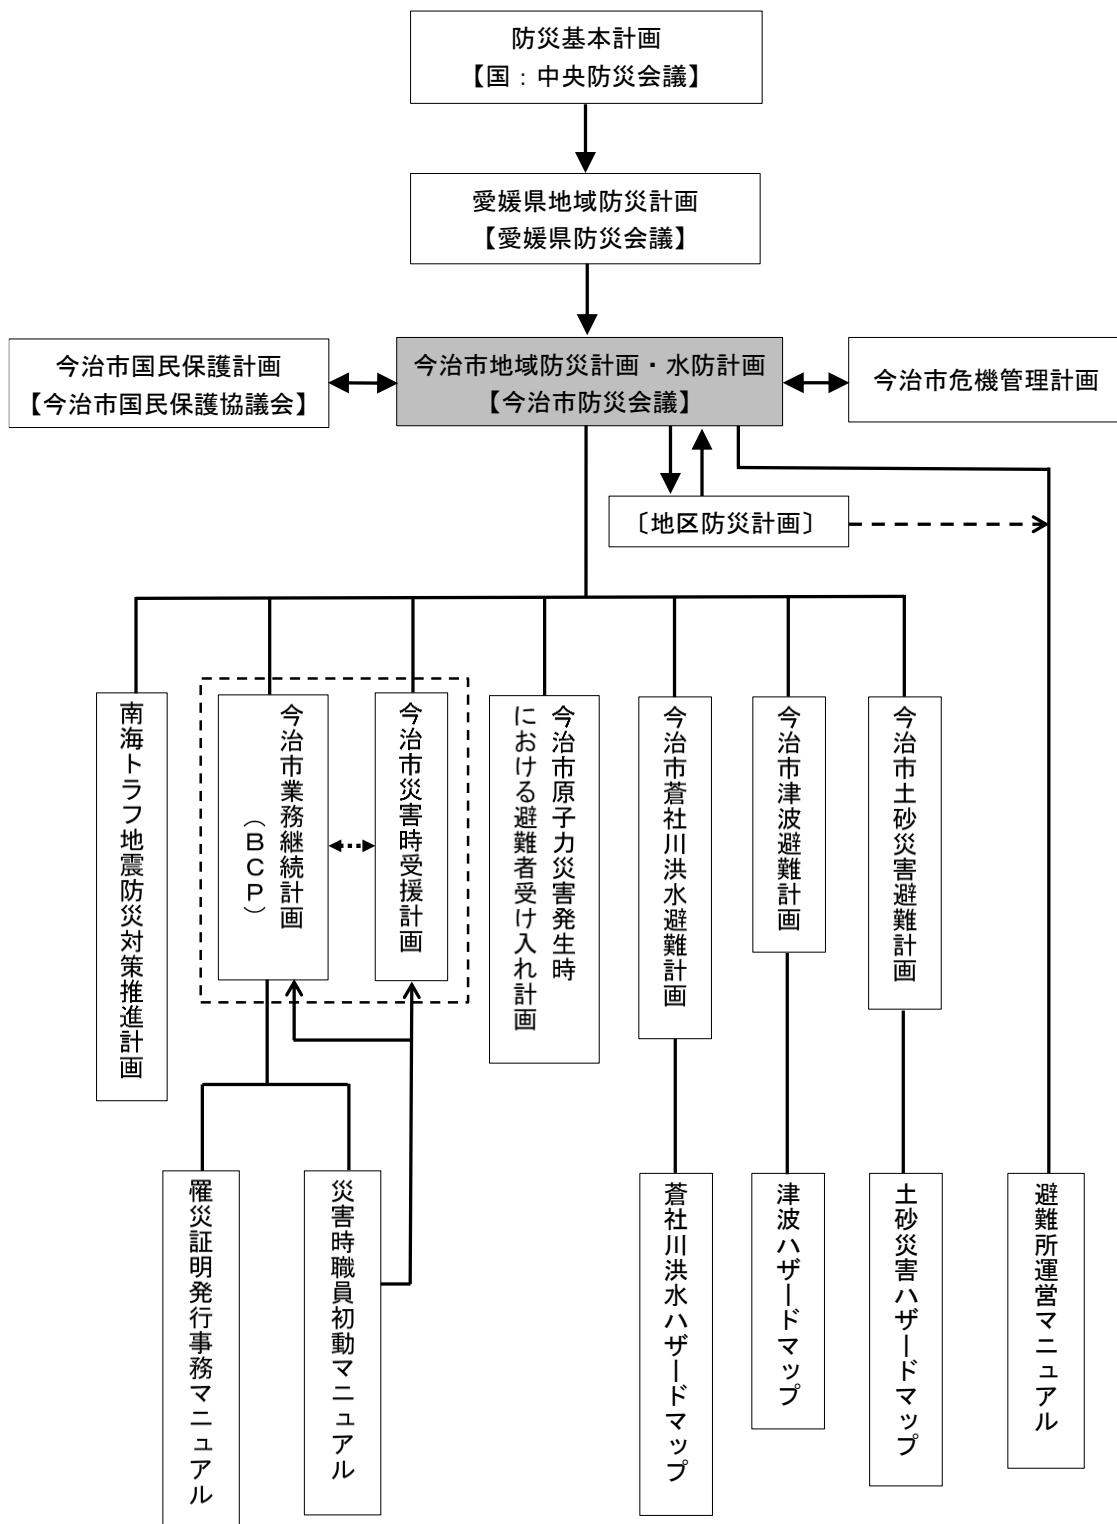 防災基本計画
【国：中央防災会議】
愛媛県地域防災計画
【愛媛県防災会議】
今治市国民保護計画
【今治市国民保護協議会】
今治市地域防災計画・水防計画
【今治市防災会議】
今治市危機管理計画
〔地区防災計画〕
南海トラフ地震防災対策推進計画
今治市業務継続計画
（ＢＣＰ）
今治市災害時受援計画
今治市原子力災害発生時
における避難者受け入れ計画
今治市蒼社川洪水避難計画
今治市津波避難計画
今治市土砂災害避難計画
罹災証明発行事務マニュアル
災害時職員初動マニュアル
蒼社川洪水ハザードマップ
津波ハザードマップ
土砂災害ハザードマップ
避難所運営マニュアル